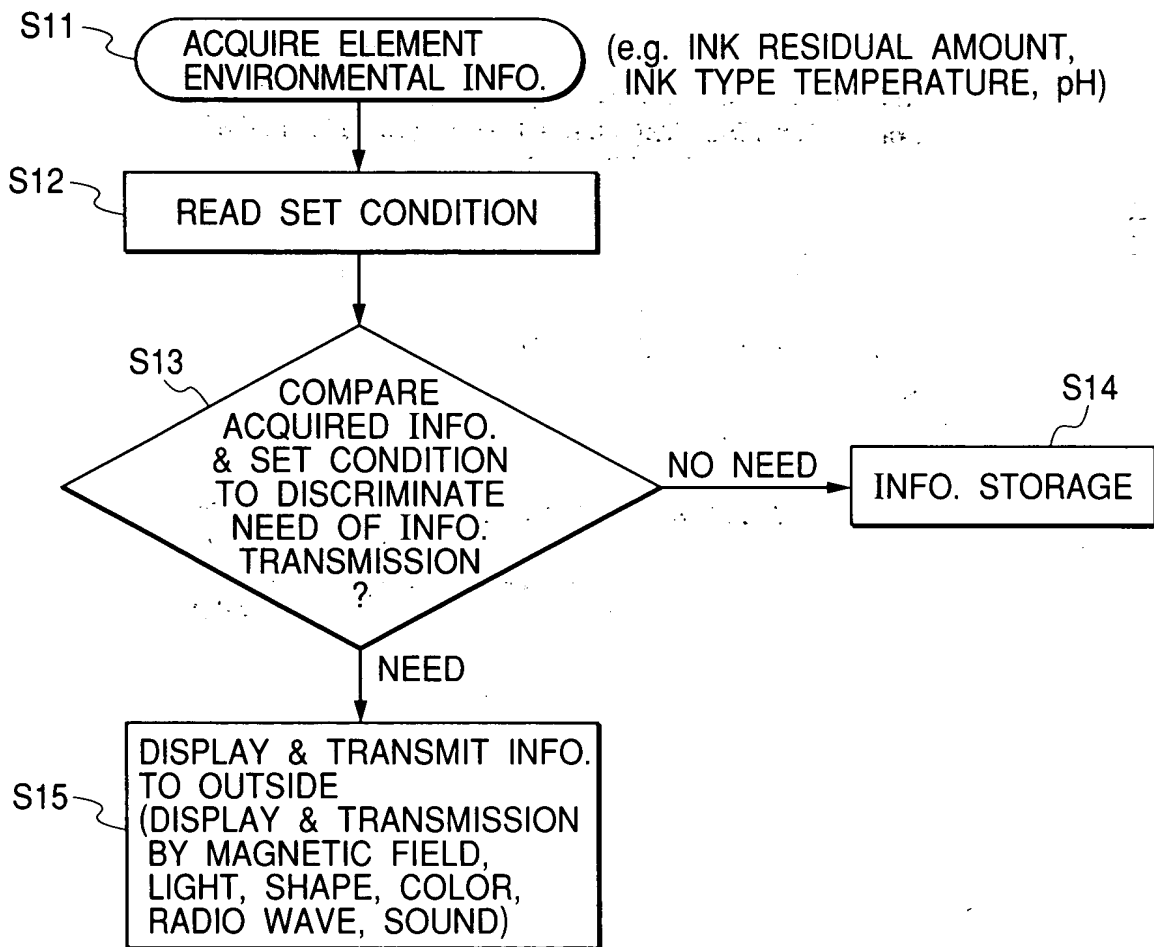 S11
ACQUIRE ELEMENT
ENVIRONMENTAL INFO.
(e.g. INK RESIDUAL AMOUNT,
INK TYPE TEMPERATURE, pH)
S12
READ SET CONDITION
S13
COMPARE
ACQUIRED INFO.
& SET CONDITION
TO DISCRIMINATE
NEED OF INFO.
TRANSMISSION
?
NO NEED
S14
INFO. STORAGE
NEED
S15
DISPLAY & TRANSMIT INFO.
TO OUTSIDE
(DISPLAY & TRANSMISSION
BY MAGNETIC FIELD,
LIGHT, SHAPE, COLOR,
RADIO WAVE, SOUND)